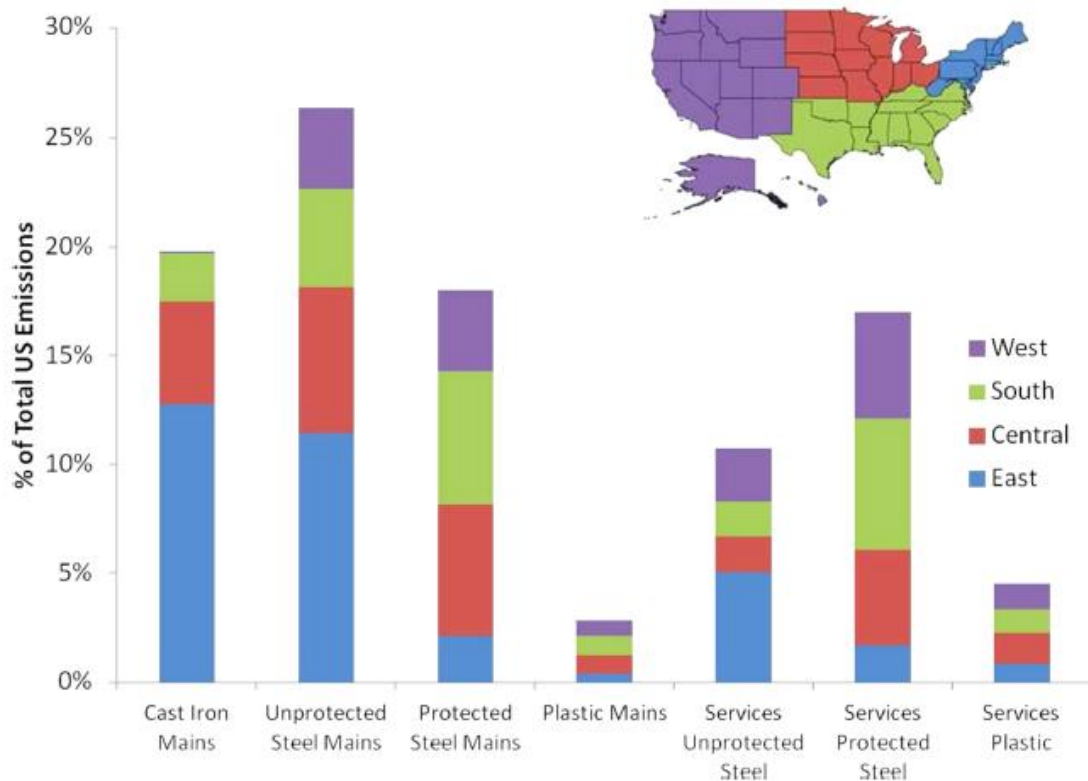 30%
25%
20%
15%
10%
5%
0%
% of Total US Emissions
West
South
Central
East
Cast Iron
Mains
Unprotected
Steel Mains
Protected
Steel Mains
Plastic Mains
Services
Unprotected
Steel
Services
Protected
Steel
Services
Plastic